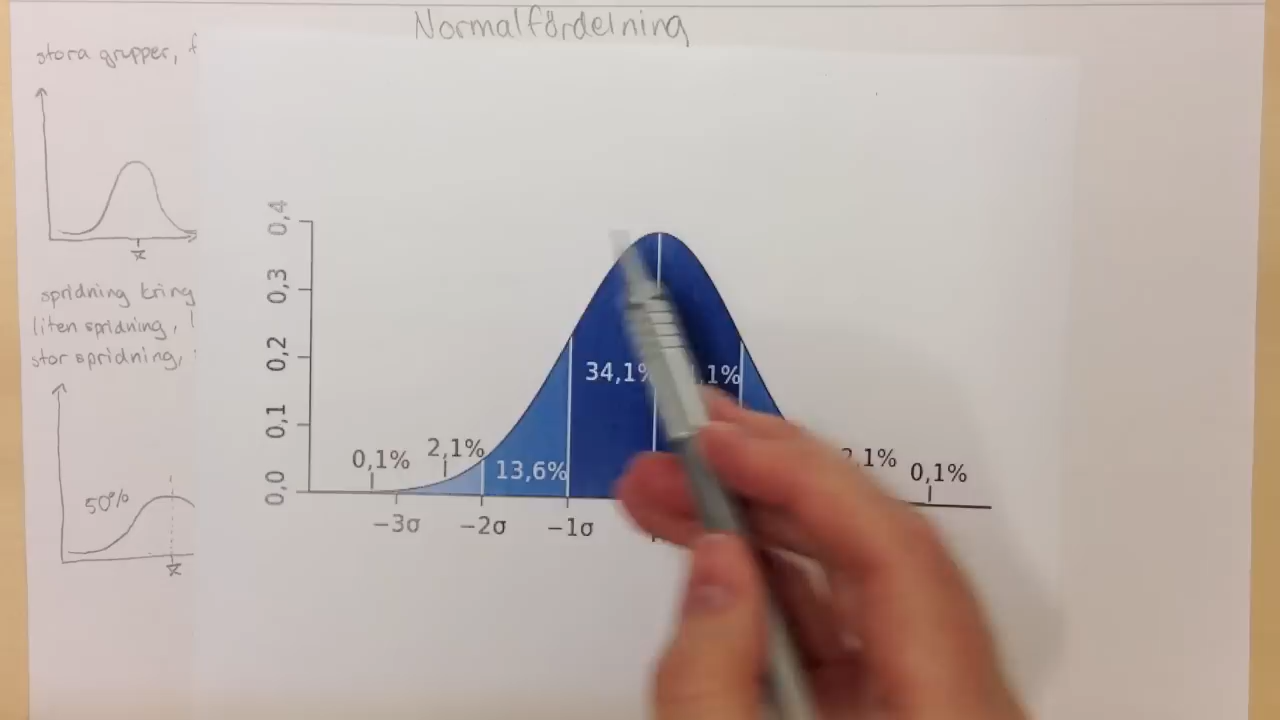 Normalfördelning
stora grupper, f
x̄
spridning kring
liten spridning,
stor spridning,
50%
x̄
0,4
0,3
0,2
0,1
0,0
34,1% ,1%
0,1% 2,1% 13,6% 2,1% 0,1%
−3σ −2σ −1σ